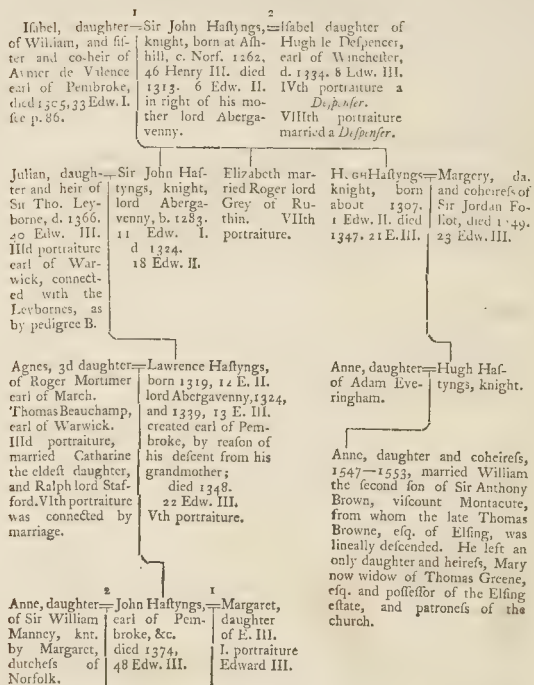 1
2
Iſabel, daughter
of William, and ſiſ-
ter and co-heir of
Aymer de Valence
earl of Pembroke,
died 1305, 33 Edw. I.
ſee p. 86.
Sir John Haſtyngs,
knight, born at Aſh-
hill, c. Norf. 1262,
46 Henry III. died
1313. 6 Edw. II.
in right of his mo-
ther lord Aberga-
venny.
Iſabel daughter of
Hugh le Deſpencer,
earl of Wincheſter,
d. 1334. 8 Edw. III.
IVth portraiture a
Deſpenſer.
VIIIth portraiture
married a Deſpenſer.
Julian, daugh-
ter and heir of
Sir Tho. Ley-
borne, d. 1366.
40 Edw. III.
IIId portraiture
earl of War-
wick, connect-
ed with the
Leybornes, as
by pedigree B.
Sir John Haſ-
tyngs, knight,
lord Aberga-
venny, b. 1283.
11 Edw. I.
d 1324.
18 Edw. II.
Elizabeth mar-
ried Roger lord
Grey of Ru-
thin. VIIth
portraiture.
Haſtyngs
knight, born
about 1307.
1 Edw. II. died
1347. 21 E. III.
Margery, da.
and coheireſs of
Sir Jordan Fo-
liot, died
23 Edw. III.
Agnes, 3d daughter
of Roger Mortimer
earl of March.
Thomas Beauchamp,
earl of Warwick.
IIId portraiture,
married Catharine
the eldeſt daughter,
and Ralph lord Staf-
ford. VIth portraiture
was connected by
marriage.
Lawrence Haſtyngs,
born 1319, 12 E. II.
lord Abergavenny, 1324,
and 1339, 13 E. III.
created earl of Pem-
broke, by reaſon of
his deſcent from his
grandmother;
died 1348.
22 Edw. III.
Vth portraiture.
Anne, daughter
of Adam Eve-
ringham.
Hugh Haſ-
tyngs, knight.
Anne, daughter and coheireſs,
1547—1553, married William
the ſecond ſon of Sir Anthony
Brown, viſcount Montacute,
from whom the late Thomas
Browne, eſq. of Elſing, was
lineally deſcended. He left an
only daughter and heireſs, Mary
now widow of Thomas Greene,
eſq. and poſſeſſor of the Elſing
eſtate, and patroneſs of the
church.
2
1
Anne, daughter
of Sir William
Manney, knt.
by Margaret,
dutcheſs of
Norfolk.
John Haſtyngs,
earl of Pem-
broke, &c.
died 1374,
48 Edw. III.
Margaret,
daughter
of E. III.
I. portraiture
Edward III.